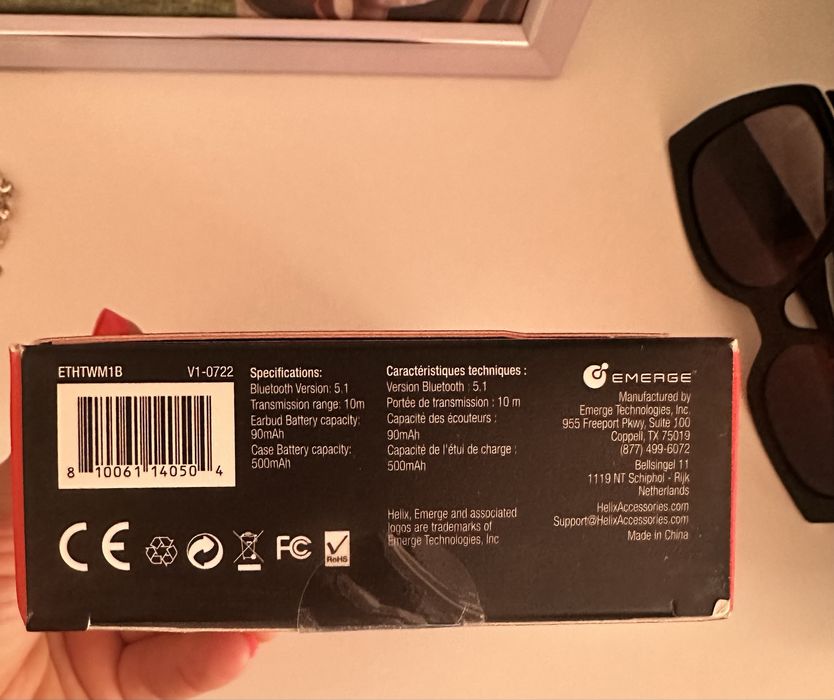 ETHTWM1B V1-0722
8 10061 14050 4
Specifications:
Bluetooth Version: 5.1
Transmission range: 10m
Earbud Battery capacity:
90mAh
Case Battery capacity:
500mAh
Caractéristiques techniques :
Version Bluetooth : 5.1
Portée de transmission : 10 m
Capacité des écouteurs :
90mAh
Capacité de l'étui de charge :
500mAh
Helix, Emerge and associated
logos are trademarks of
Emerge Technologies, Inc
EMERGE
Manufactured by
Emerge Technologies, Inc.
955 Freeport Pkwy, Suite 100
Coppell, TX 75019
(877) 499-6072
Bellsingel 11
1119 NT Schiphol - Rijk
Netherlands
HelixAccessories.com
Support@HelixAccessories.com
Made in China
CE
FC
RoHS